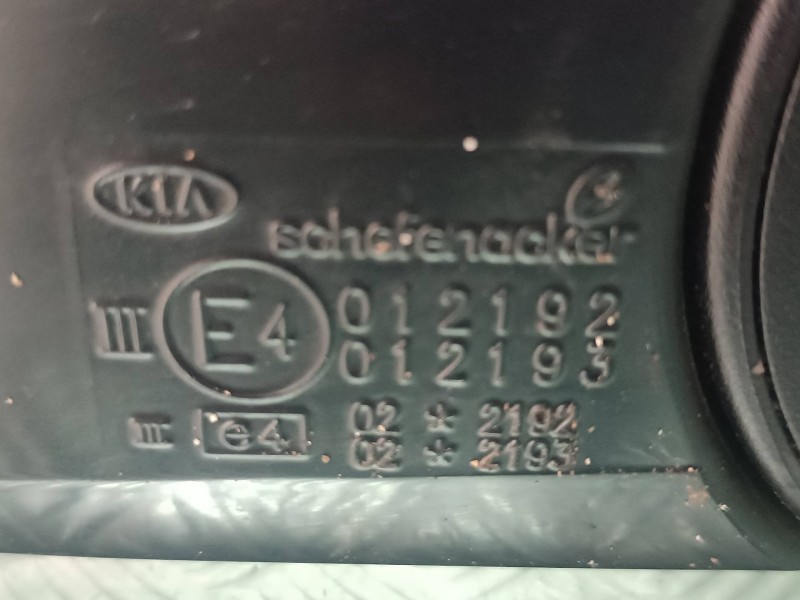 KIA
schefenacker
III E4 012192
012193
III e4 02 * 2192
02 * 2193